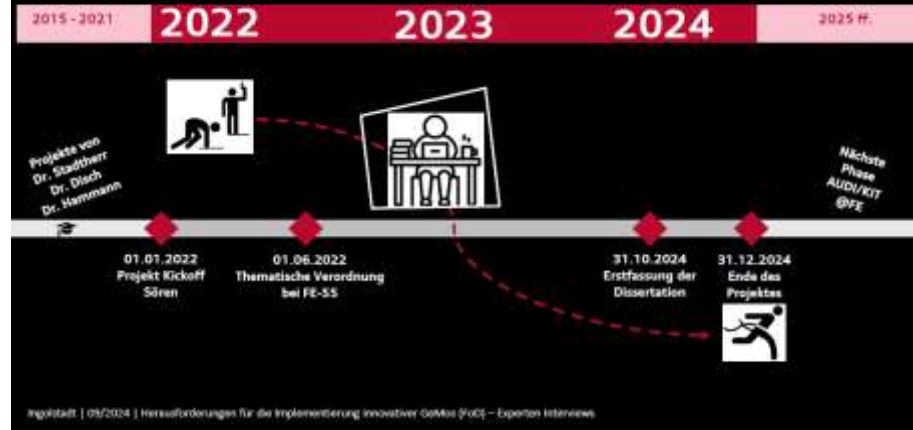 2015 - 2021
2022
2023
2024
2025 ff.
Projekte von
Dr. Stadtherr
Dr. Disch
Dr. Hammann
Nächste
Phase
AUDI/KIT
@FE
01.01.2022
Projekt Kickoff
Sören
01.06.2022
Thematische Verordnung
bei FE-55
31.10.2024
Erstfassung der
Dissertation
31.12.2024
Ende des
Projektes
Ingolstadt | 09/2024 | Herausforderungen für die Implementierung innovativer GeMos (FoD) – Experten Interviews